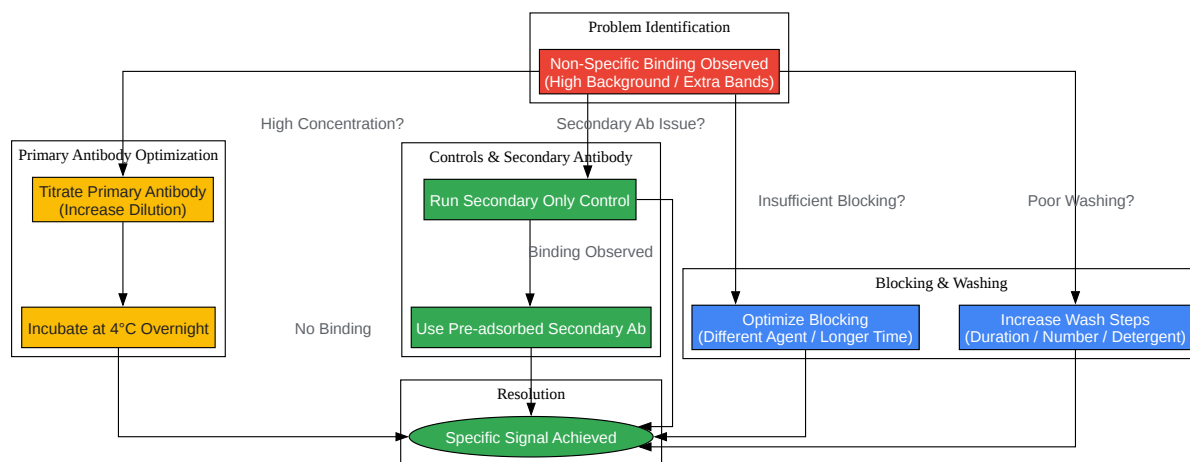 Problem Identification
Non-Specific Binding Observed
(High Background / Extra Bands)
High Concentration?
Secondary Ab Issue?
Primary Antibody Optimization
Titrate Primary Antibody
(Increase Dilution)
Incubate at 4°C Overnight
Controls & Secondary Antibody
Run Secondary Only Control
Binding Observed
No Binding
Use Pre-adsorbed Secondary Ab
Insufficient Blocking?
Poor Washing?
Blocking & Washing
Optimize Blocking
(Different Agent / Longer Time)
Increase Wash Steps
(Duration / Number / Detergent)
Resolution
Specific Signal Achieved